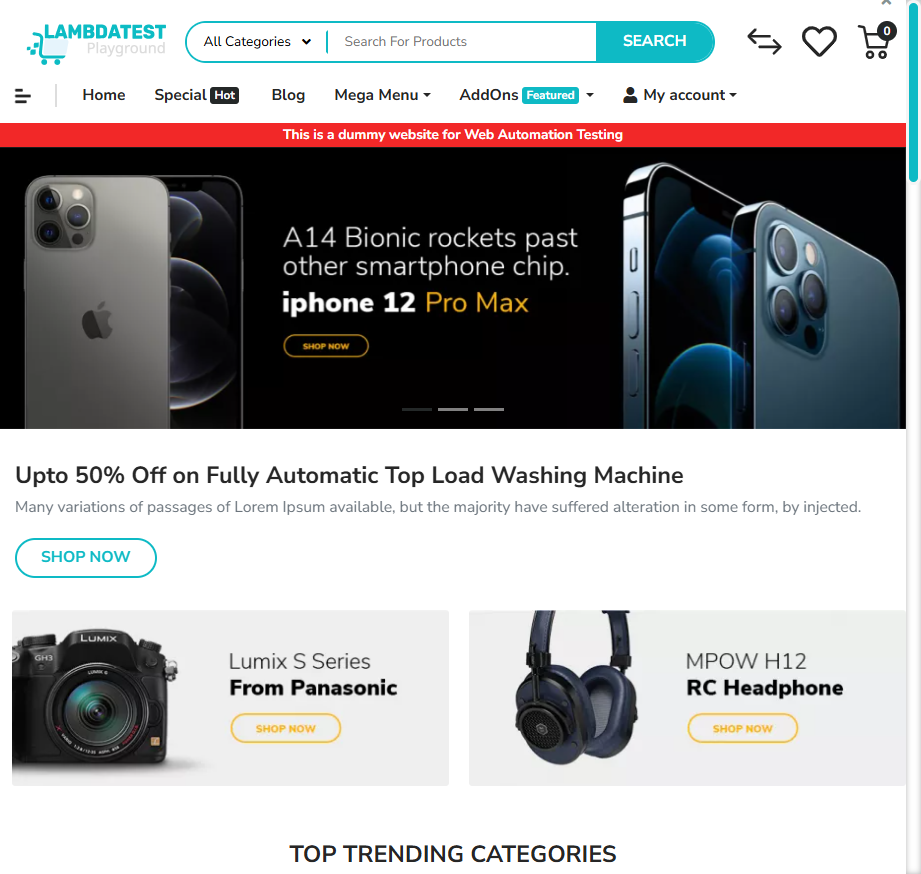 LAMBDATEST
Playground
All Categories
Search For Products
SEARCH
0
Home
Special Hot
Blog
Mega Menu
AddOns Featured
My account
This is a dummy website for Web Automation Testing
A14 Bionic rockets past
other smartphone chip.
iphone 12 Pro Max
SHOP NOW
Upto 50% Off on Fully Automatic Top Load Washing Machine
Many variations of passages of Lorem Ipsum available, but the majority have suffered alteration in some form, by injected.
SHOP NOW
LUMIX
GH3
LUMIX G
Lumix S Series
From Panasonic
SHOP NOW
MPOW H12
RC Headphone
SHOP NOW
TOP TRENDING CATEGORIES